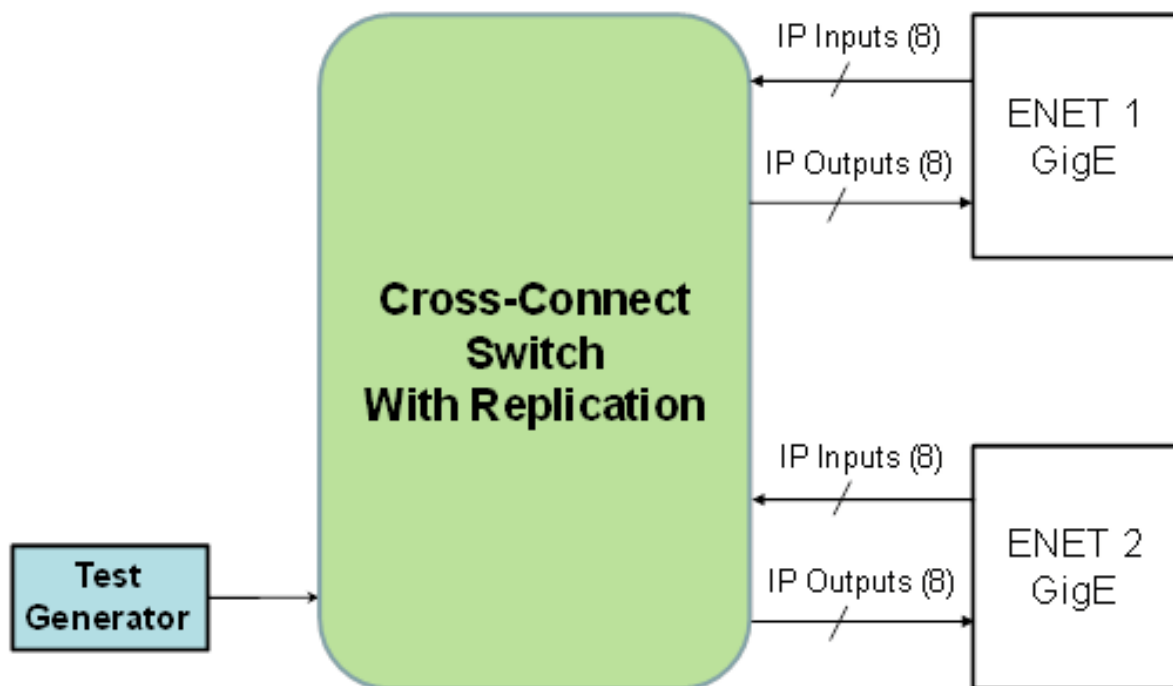 IP Inputs (8)
ENET 1
GigE
IP Outputs (8)
Cross-Connect
Switch
With Replication
IP Inputs (8)
ENET 2
GigE
IP Outputs (8)
Test
Generator